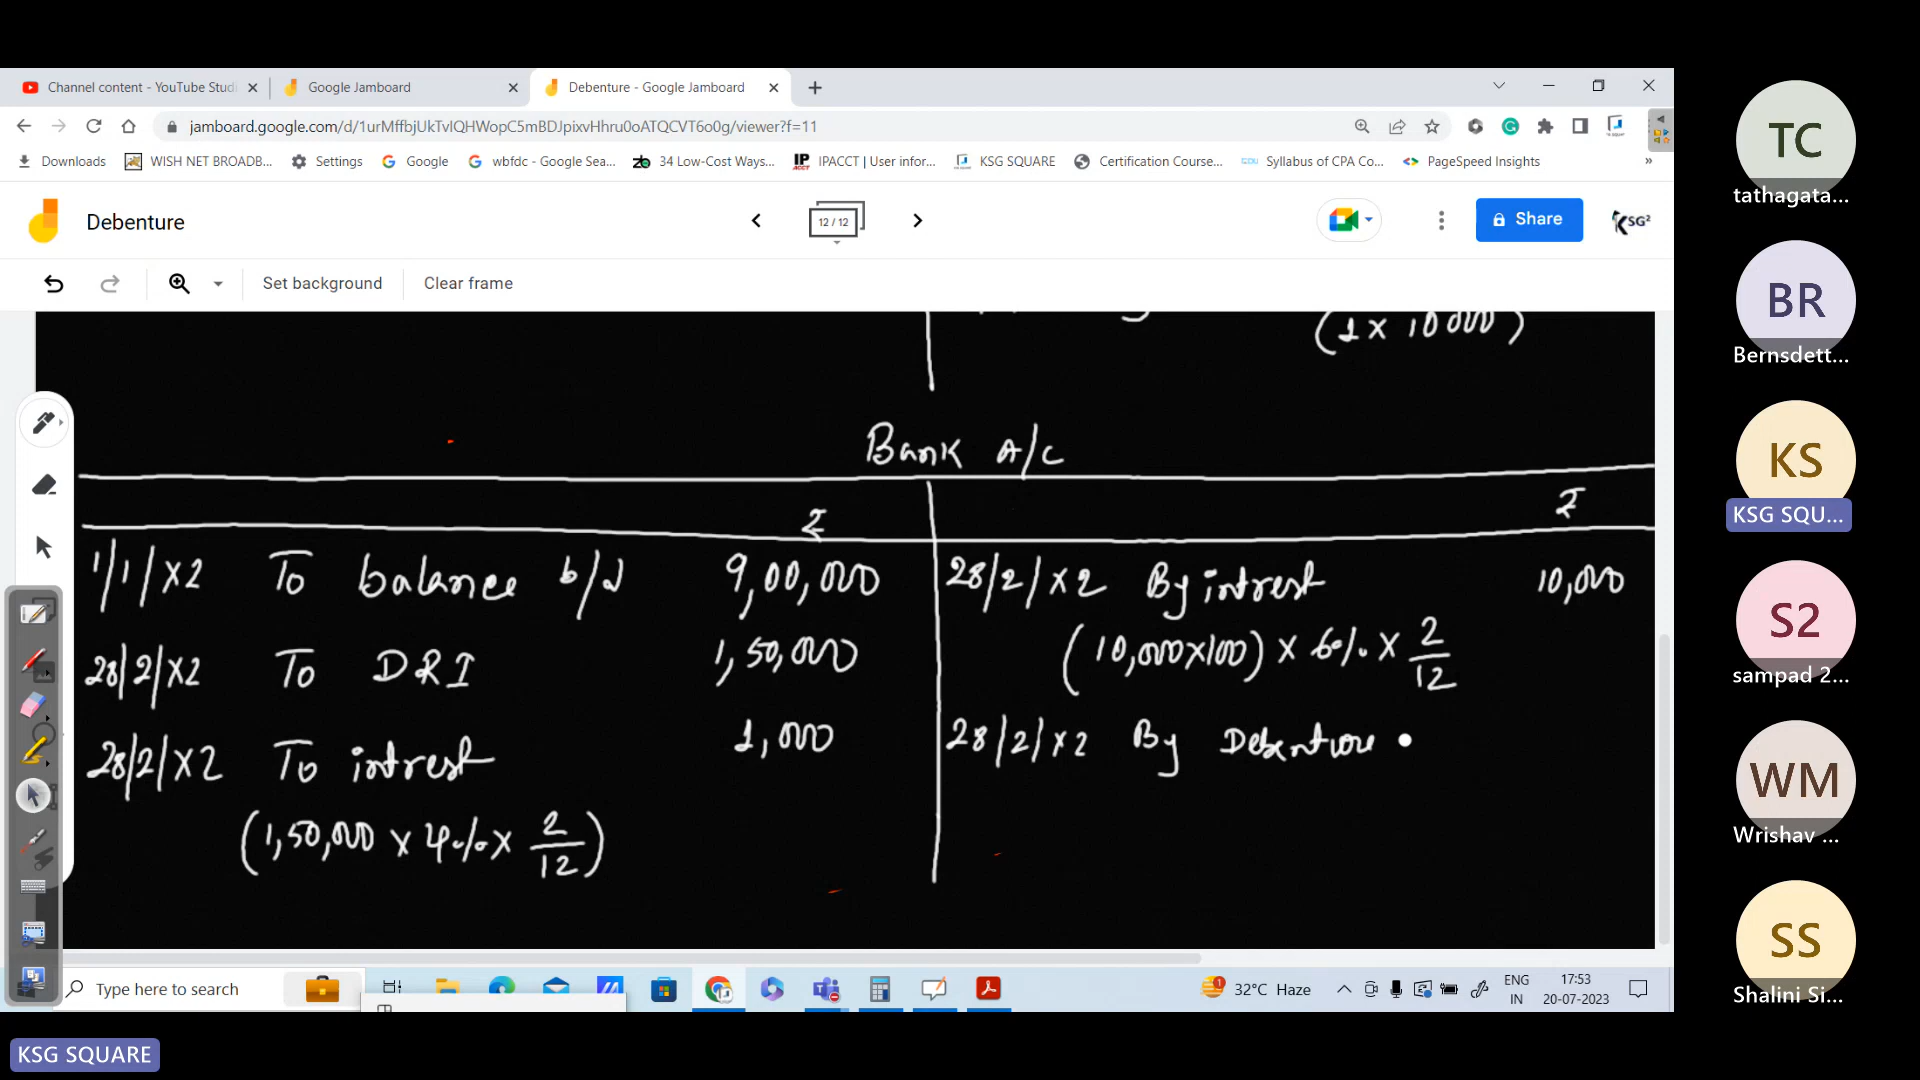 Channel content - YouTube Studi
Google Jamboard
Debenture - Google Jamboard
jamboard.google.com/d/1urMffbjUkTvIQHWopC5mBDJpixvHhru0oATQCVT6o0g/viewer?f=11
Downloads
WISH NET BROADB...
Settings
Google
wbfdc - Google Sea...
34 Low-Cost Ways...
IPACCT | User infor...
KSG SQUARE
Certification Course...
Syllabus of CPA Co...
PageSpeed Insights
»
Debenture
12 / 12
Share
KSG²
Set background
Clear frame
(1 x 10000)
Bank A/C
₹ ₹
1/1/X2 To balance b/d 9,00,000 28/2/X2 By intrest 10,000
(10,000x100) x 6% x 2/12
28/2/X2 To DRI 1,50,000
28/2/X2 To intrest 1,000 28/2/X2 By Debenture
(1,50,000 x 4% x 2/12)
Type here to search
32°C Haze
ENG
IN
17:53
20-07-2023
TC
tathagata...
BR
Bernsdett...
KS
KSG SQU...
S2
sampad 2...
WM
Wrishav ...
SS
Shalini Si...
KSG SQUARE